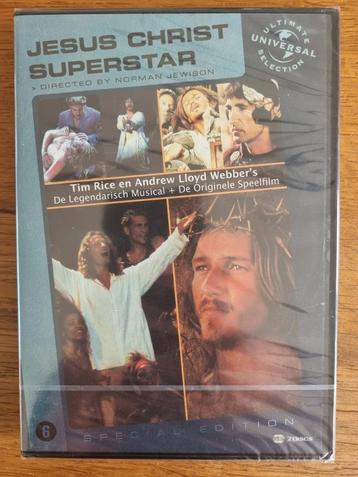 JESUS CHRIST
SUPERSTAR
> DIRECTED BY NORMAN JEWISON
ULTIMATE
UNIVERSAL
SELECTION
Tim Rice en Andrew Lloyd Webber's
De Legendarisch Musical + De Originele Speelfilm
6
SPECIAL EDITION
2 DISCS